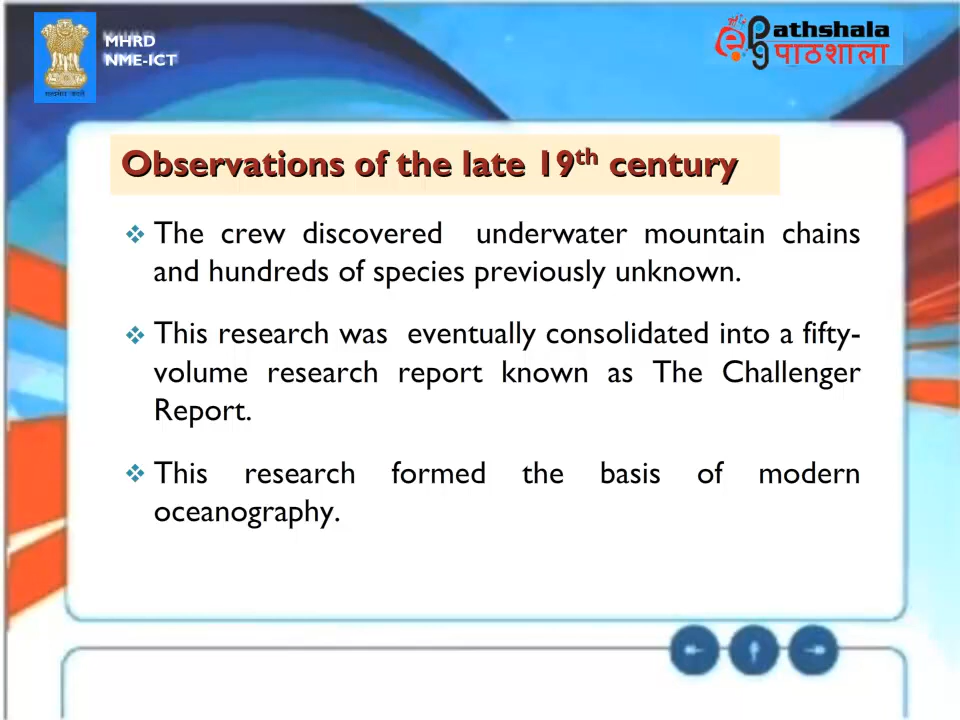 MHRD
NME-ICT
ePathshala
पाठशाला
Observations of the late 19th century
The crew discovered underwater mountain chains
and hundreds of species previously unknown.
This research was eventually consolidated into a fifty-
volume research report known as The Challenger
Report.
This research formed the basis of modern
oceanography.